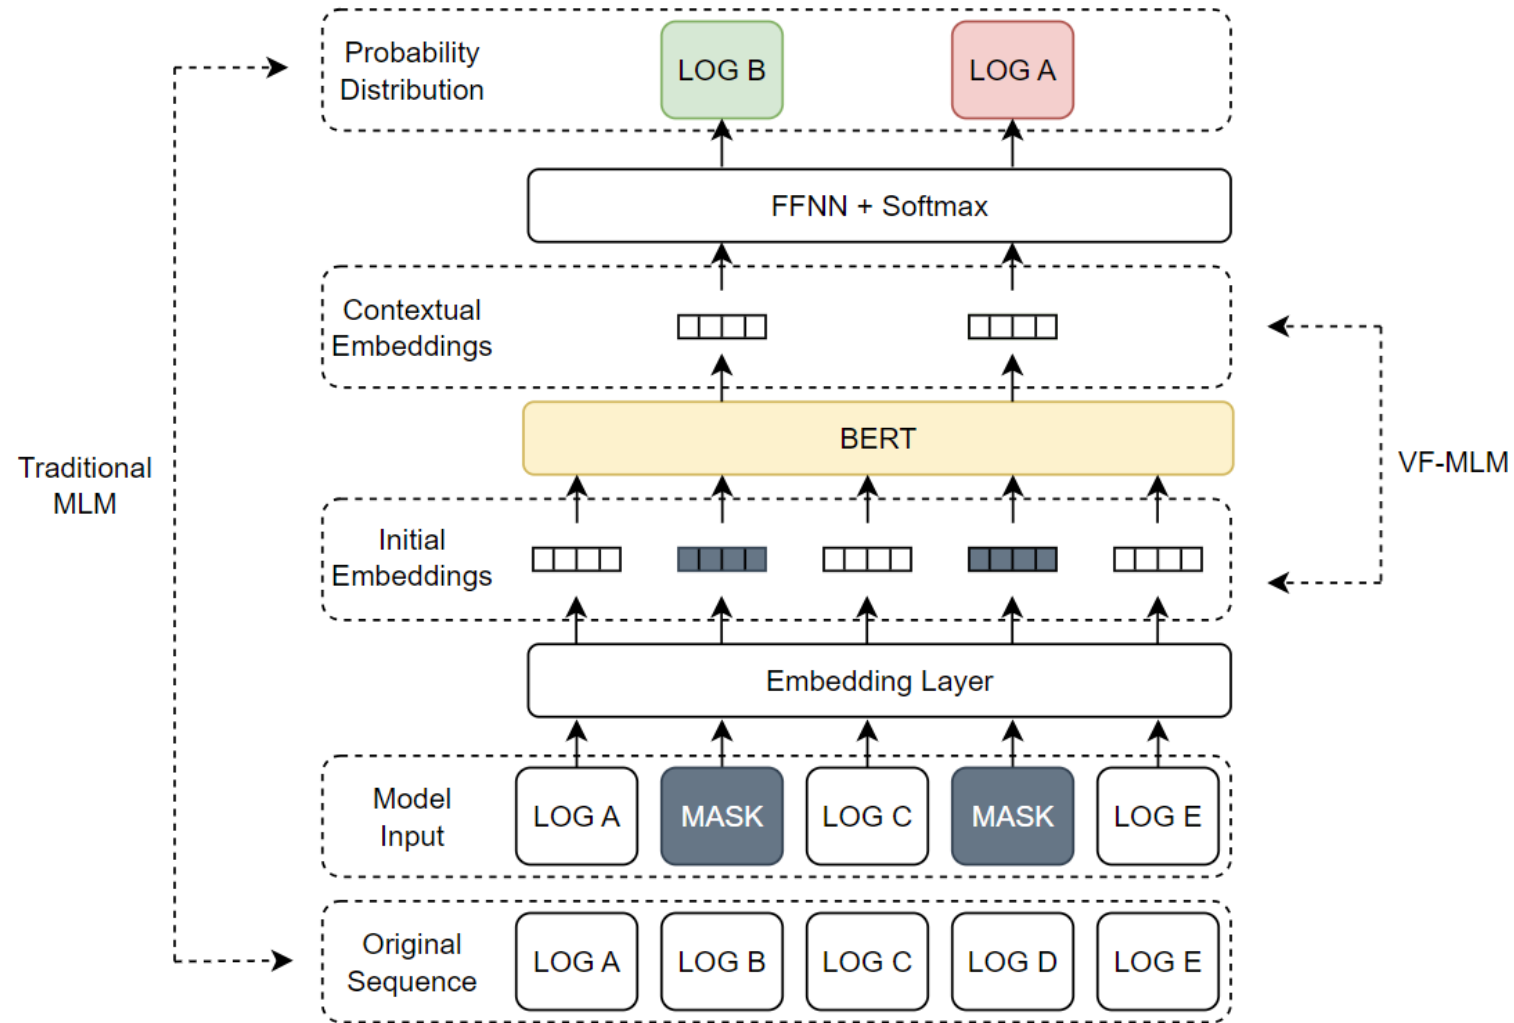 Probability
Distribution
LOG B
LOG A
FFNN + Softmax
Contextual
Embeddings
BERT
Traditional
MLM
VF-MLM
Initial
Embeddings
Embedding Layer
Model
Input
LOG A
MASK
LOG C
MASK
LOG E
Original
Sequence
LOG A
LOG B
LOG C
LOG D
LOG E